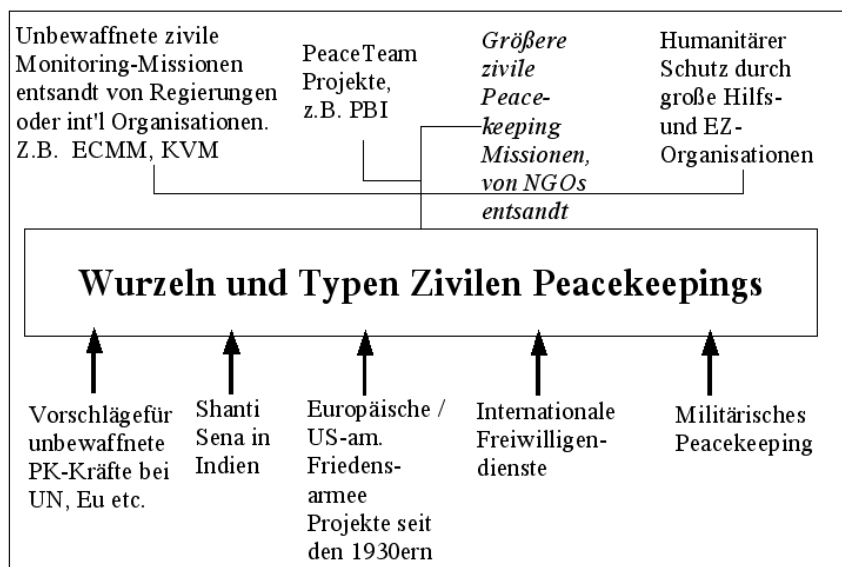 Unbewaffnete zivile
Monitoring-Missionen
entsandt von Regierungen
oder int'l Organisationen.
Z.B. ECMM, KVM
PeaceTeam
Projekte,
z.B. PBI
Größere
zivile
Peace-
keeping
Missionen,
von NGOs
entsandt
Humanitärer
Schutz durch
große Hilfs-
und EZ-
Organisationen
Wurzeln und Typen Zivilen Peacekeepings
Vorschlägefür
unbewaffnete
PK-Kräfte bei
UN, Eu etc.
Shanti
Sena in
Indien
Europäische /
US-am.
Friedens-
armee
Projekte seit
den 1930ern
Internationale
Freiwilligen-
dienste
Militärisches
Peacekeeping